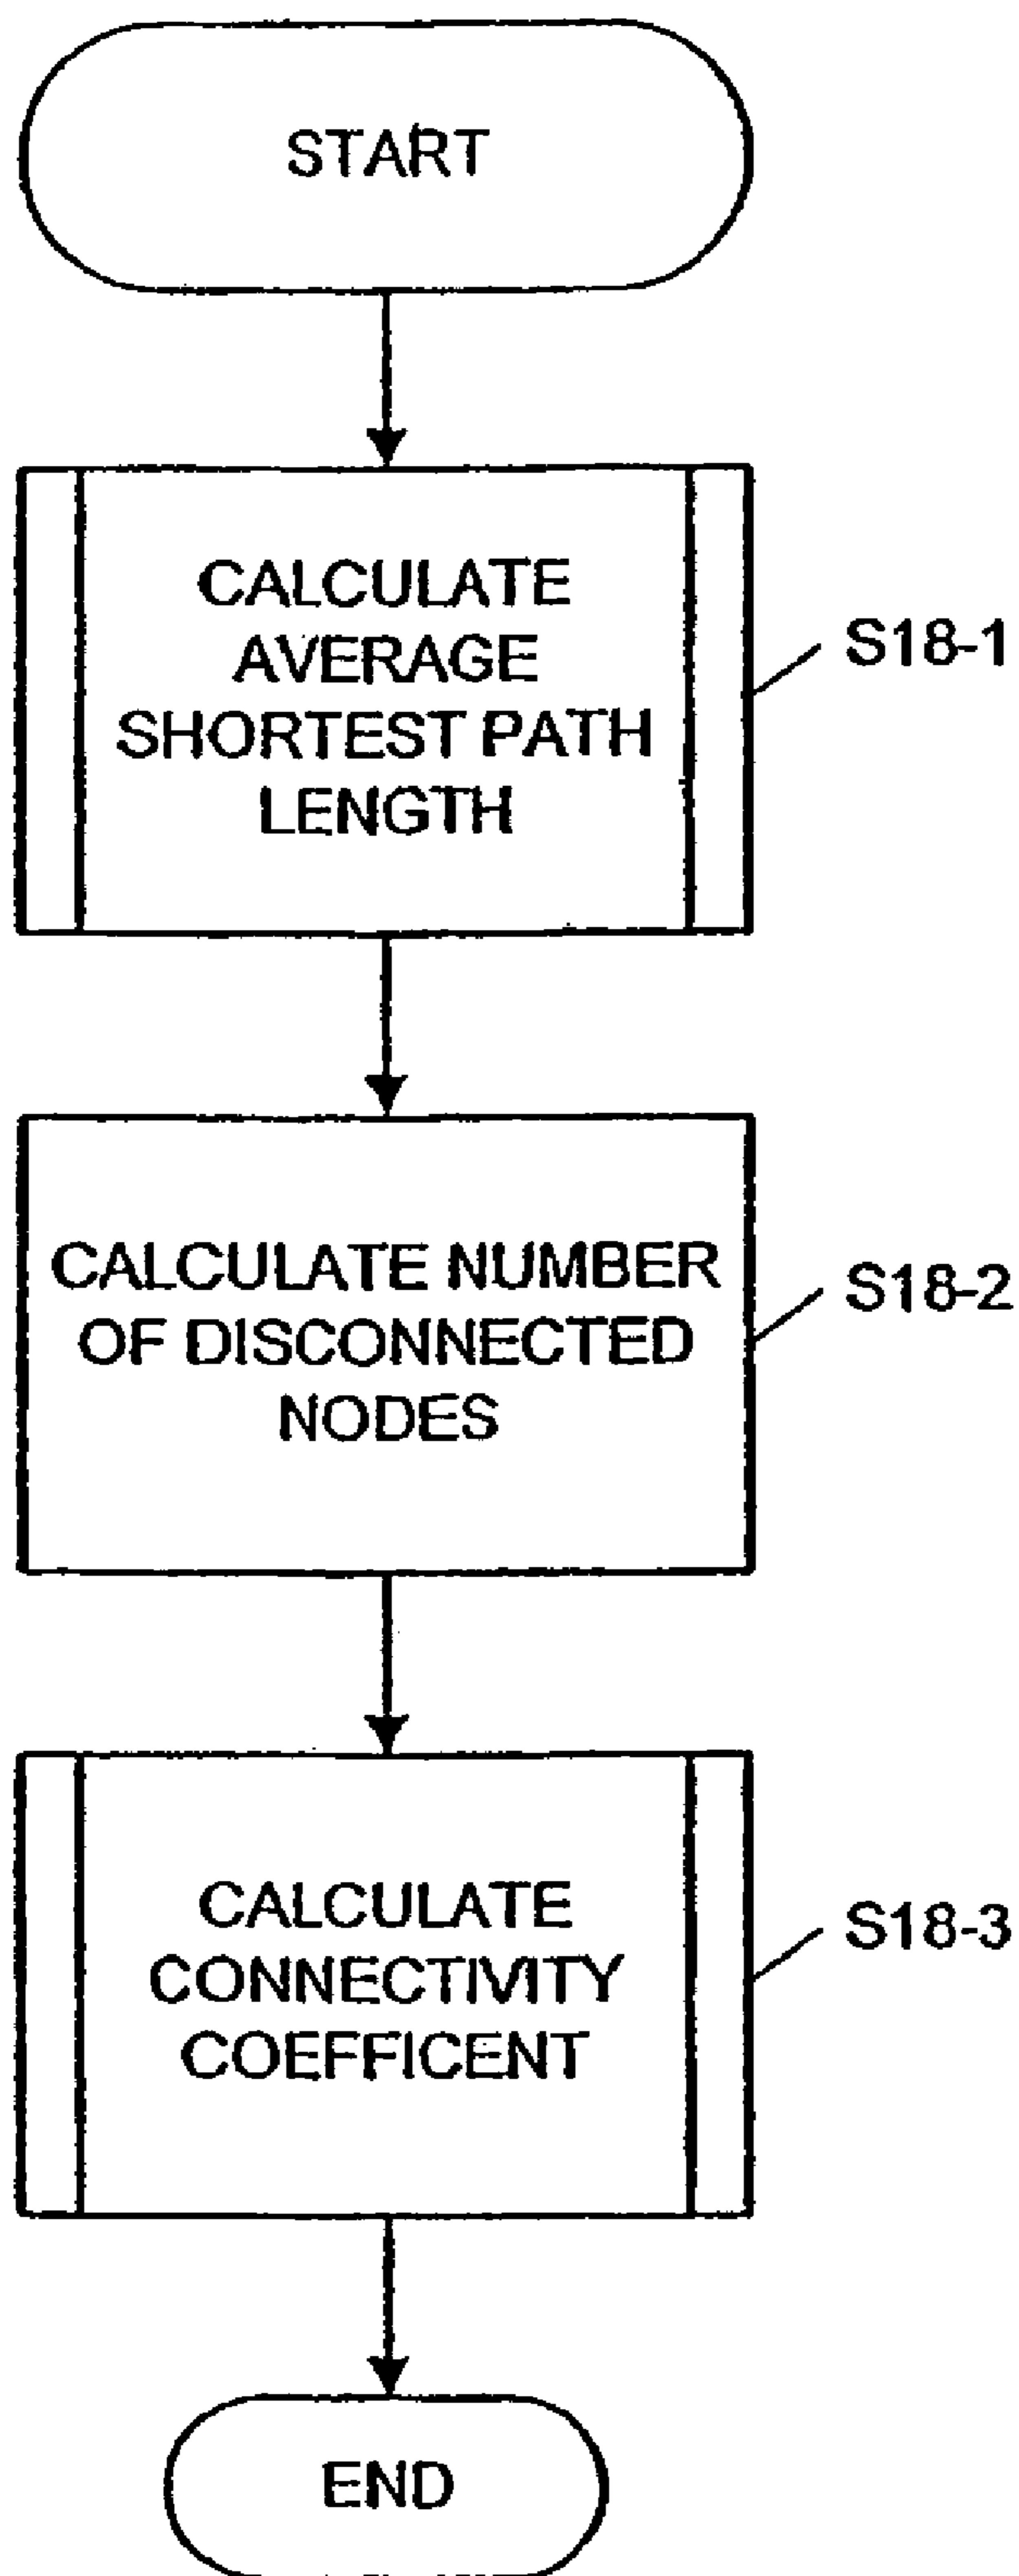 START
CALCULATE
AVERAGE
SHORTEST PATH
LENGTH
S18-1
CALCULATE NUMBER
OF DISCONNECTED
NODES
S18-2
CALCULATE
CONNECTIVITY
COEFFICENT
S18-3
END